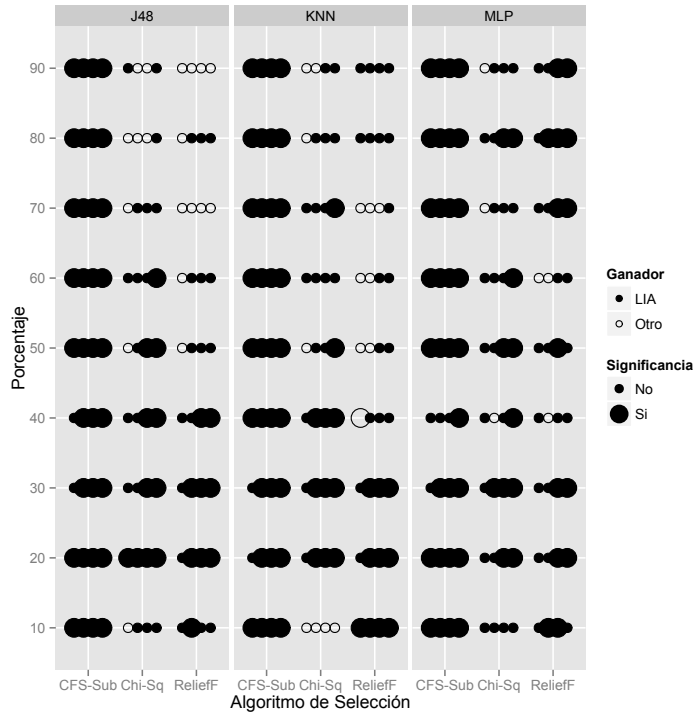 J48 KNN MLP
90
80
70
60
50
40
30
20
10
Porcentaje
CFS-Sub Chi-Sq ReliefF CFS-Sub Chi-Sq ReliefF CFS-Sub Chi-Sq ReliefF
Algoritmo de Selección
Ganador
LIA
Otro
Significancia
No
Si